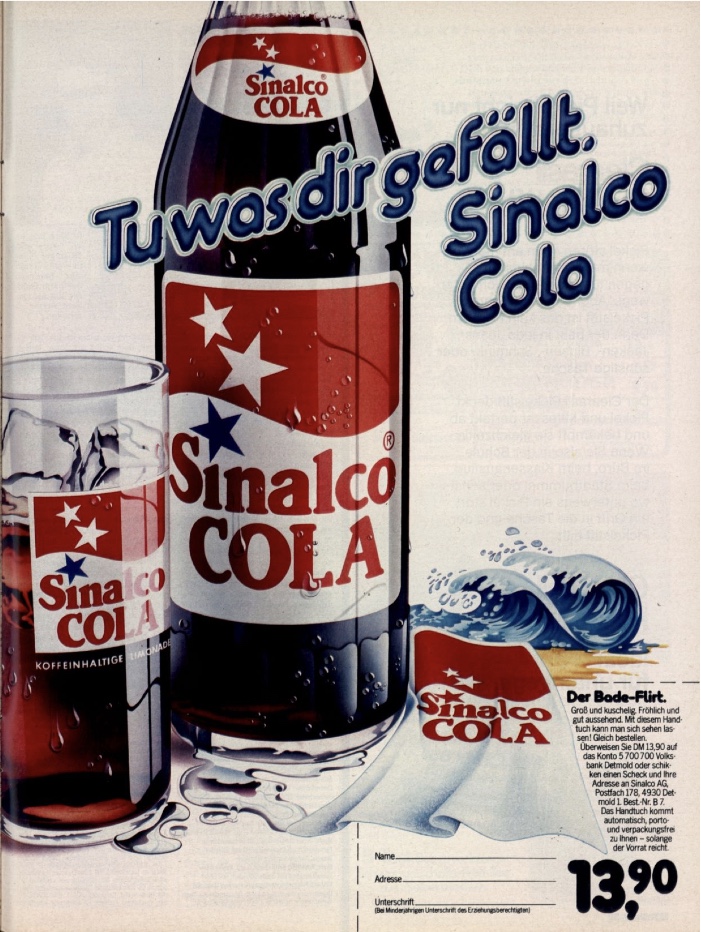 Sinalco®
COLA
Tu was dir gefällt.
Sinalco
Cola
Sinalco®
COLA
Sinalco
COLA
KOFFEINHALTIGE LIMONADE
Sinalco
COLA
Der Bade-Flirt.
Groß und kuschelig. Fröhlich und
gut aussehend. Mit diesem Hand-
tuch kann man sich sehen las-
sen! Gleich bestellen.
Überweisen Sie DM 13,90 auf
das Konto 5 700 700 Volks-
bank Detmold oder schik-
ken einen Scheck und Ihre
Adresse an Sinalco AG,
Postfach 178, 4930 Det-
mold 1. Best.-Nr. B 7.
Das Handtuch kommt
automatisch, porto-
und verpackungsfrei
zu Ihnen – solange
der Vorrat reicht.
Name
Adresse
Unterschrift
(Bei Minderjährigen Unterschrift des Erziehungsberechtigten)
13,90